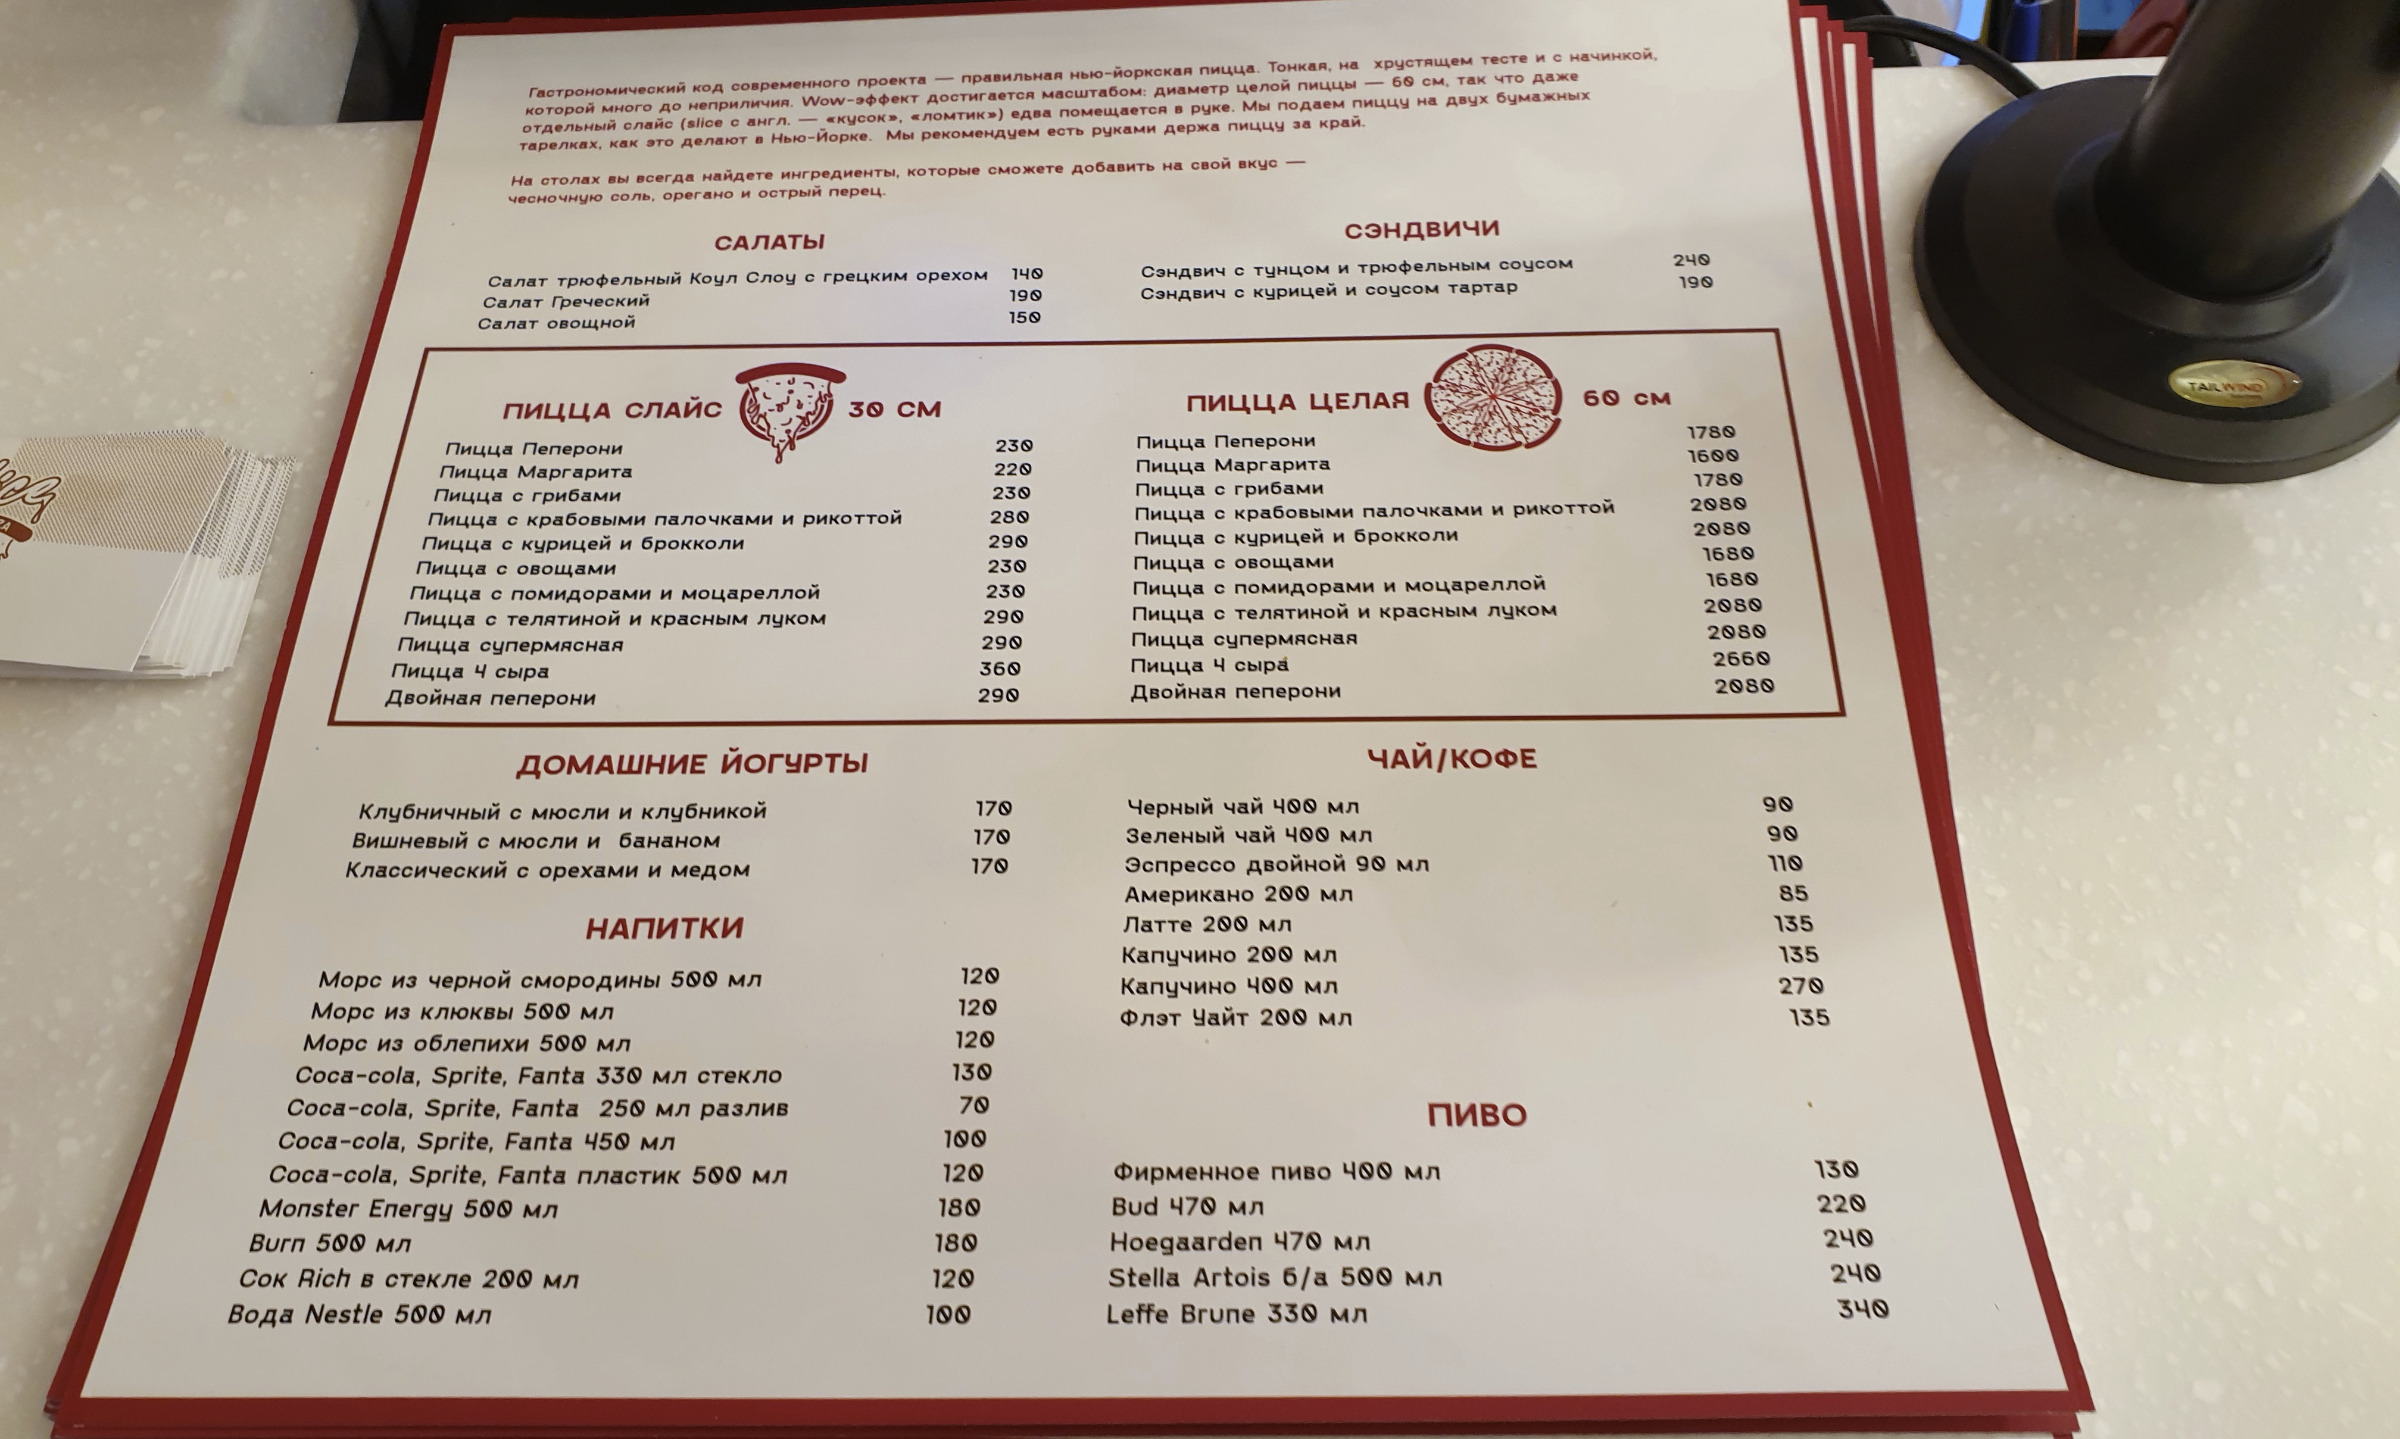 Гастрономический код современного проекта — правильная нью-йоркская пицца. Тонкая, на хрустящем тесте и с начинкой,
которой много до неприличия. Wow-эффект достигается масштабом: диаметр целой пиццы — 60 см, так что даже
отдельный слайс (slice с англ. — «кусок», «ломтик») едва помещается в руке. Мы подаем пиццу на двух бумажных
тарелках, как это делают в Нью-Йорке. Мы рекомендуем есть руками держа пиццу за край.
На столах вы всегда найдете ингредиенты, которые сможете добавить на свой вкус —
чесночную соль, орегано и острый перец.
САЛАТЫ
Салат трюфельный Коул Слоу с грецким орехом 140
Салат Греческий 190
Салат овощной 150
СЭНДВИЧИ
Сэндвич с тунцом и трюфельным соусом 240
Сэндвич с курицей и соусом тартар 190
ПИЦЦА СЛАЙС 30 СМ
Пицца Пеперони 230
Пицца Маргарита 220
Пицца с грибами 230
Пицца с крабовыми палочками и рикоттой 280
Пицца с курицей и брокколи 290
Пицца с овощами 230
Пицца с помидорами и моцареллой 230
Пицца с телятиной и красным луком 290
Пицца супермясная 290
Пицца 4 сыра 360
Двойная пеперони 290
ПИЦЦА ЦЕЛАЯ 60 см
Пицца Пеперони 1780
Пицца Маргарита 1600
Пицца с грибами 1780
Пицца с крабовыми палочками и рикоттой 2080
Пицца с курицей и брокколи 2080
Пицца с овощами 1680
Пицца с помидорами и моцареллой 1680
Пицца с телятиной и красным луком 2080
Пицца супермясная 2080
Пицца 4 сыра 2660
Двойная пеперони 2080
ДОМАШНИЕ ЙОГУРТЫ
Клубничный с мюсли и клубникой 170
Вишневый с мюсли и бананом 170
Классический с орехами и медом 170
НАПИТКИ
Морс из черной смородины 500 мл 120
Морс из клюквы 500 мл 120
Морс из облепихи 500 мл 120
Coca-cola, Sprite, Fanta 330 мл стекло 130
Coca-cola, Sprite, Fanta 250 мл разлив 70
Coca-cola, Sprite, Fanta 450 мл 100
Coca-cola, Sprite, Fanta пластик 500 мл 120
Monster Energy 500 мл 180
Burn 500 мл 180
Сок Rich в стекле 200 мл 120
Вода Nestle 500 мл 100
ЧАЙ/КОФЕ
Черный чай 400 мл 90
Зеленый чай 400 мл 90
Эспрессо двойной 90 мл 110
Американо 200 мл 85
Латте 200 мл 135
Капучино 200 мл 135
Капучино 400 мл 270
Флэт Уайт 200 мл 135
ПИВО
Фирменное пиво 400 мл 130
Bud 470 мл 220
Hoegaarden 470 мл 240
Stella Artois б/а 500 мл 240
Leffe Brune 330 мл 340
TAILWIND